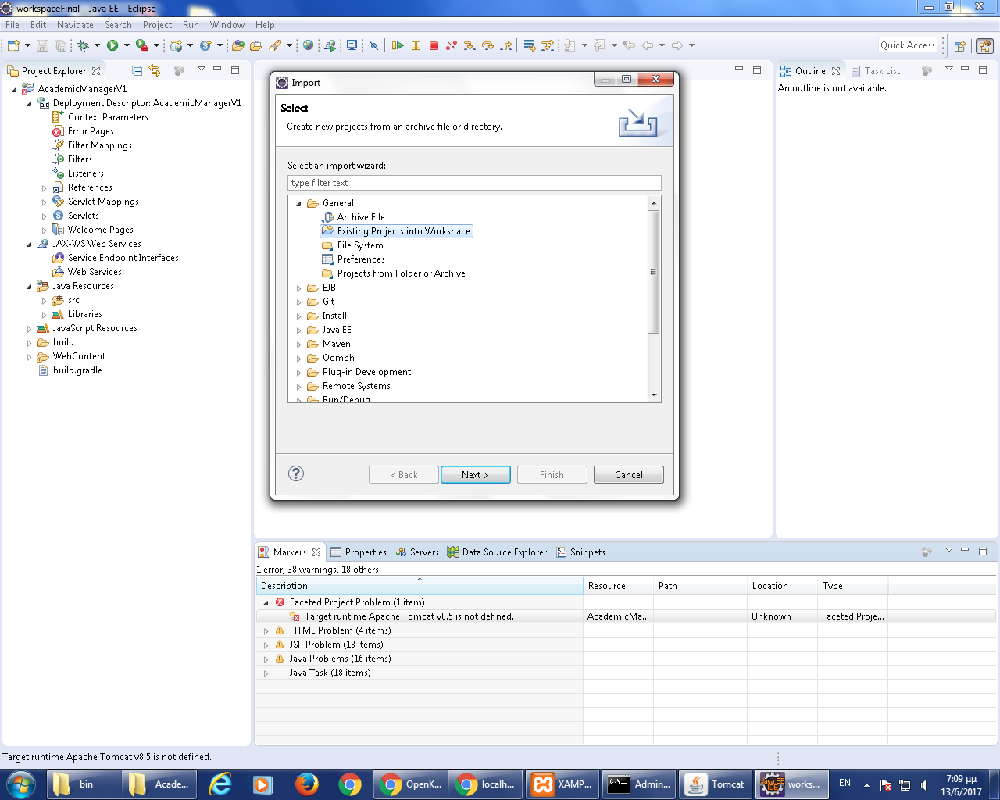 workspaceFinal - Java EE - Eclipse
File Edit Navigate Search Project Run Window Help
Quick Access
Project Explorer
AcademicManagerV1
Deployment Descriptor: AcademicManagerV1
3.0
Context Parameters
Error Pages
Filter Mappings
Filters
Listeners
References
Servlet Mappings
Servlets
Welcome Pages
JAX-WS Web Services
Service Endpoint Interfaces
Web Services
Java Resources
src
Libraries
JavaScript Resources
build
WebContent
build.gradle
Import
Select
Create new projects from an archive file or directory.
Select an import wizard:
type filter text
General
Archive File
Existing Projects into Workspace
File System
Preferences
Projects from Folder or Archive
EJB
Git
Install
Java EE
Maven
Oomph
Plug-in Development
Remote Systems
Run/Debug
< Back Next > Finish Cancel
Outline Task List
An outline is not available.
Markers Properties Servers Data Source Explorer Snippets
1 error, 38 warnings, 18 others
Description Resource Path Location Type
Faceted Project Problem (1 item)
Target runtime Apache Tomcat v8.5 is not defined. AcademicMa... Unknown Faceted Proje...
HTML Problem (4 items)
JSP Problem (18 items)
Java Problems (16 items)
Java Task (18 items)
Target runtime Apache Tomcat v8.5 is not defined.
bin Acade... OpenK... localh... XAMP... Admin... Tomcat Java EE IDE works... EN
7:09 μμ
13/6/2017